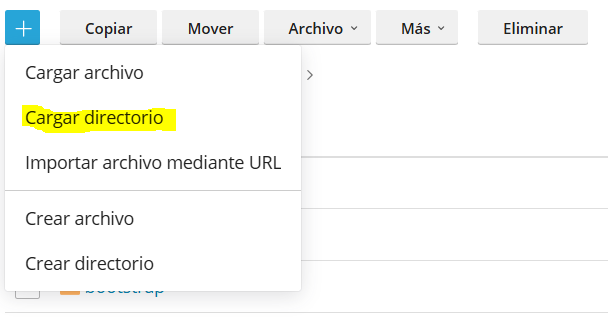 Copiar Mover Archivo Más Eliminar
Cargar archivo
Cargar directorio
Importar archivo mediante URL
Crear archivo
Crear directorio
bootstrap